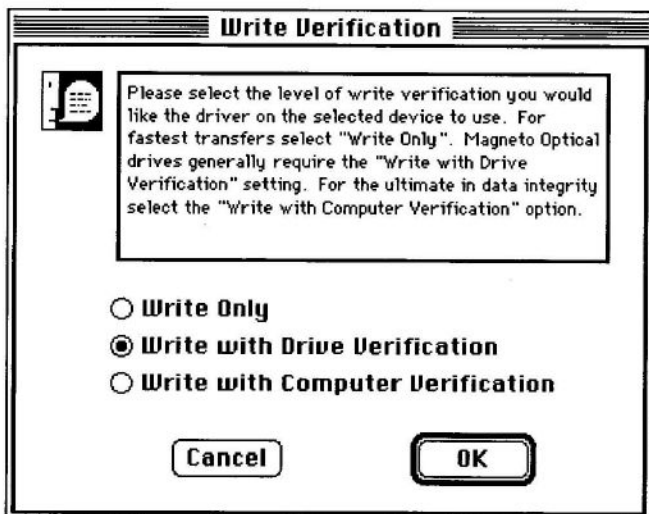 Write Verification
Please select the level of write verification you would
like the driver on the selected device to use.  For
fastest transfers select "Write Only".  Magneto Optical
drives generally require the "Write with Drive
Verification" setting.  For the ultimate in data integrity
select the "Write with Computer Verification" option.
Write Only
Write with Drive Verification
Write with Computer Verification
Cancel
OK